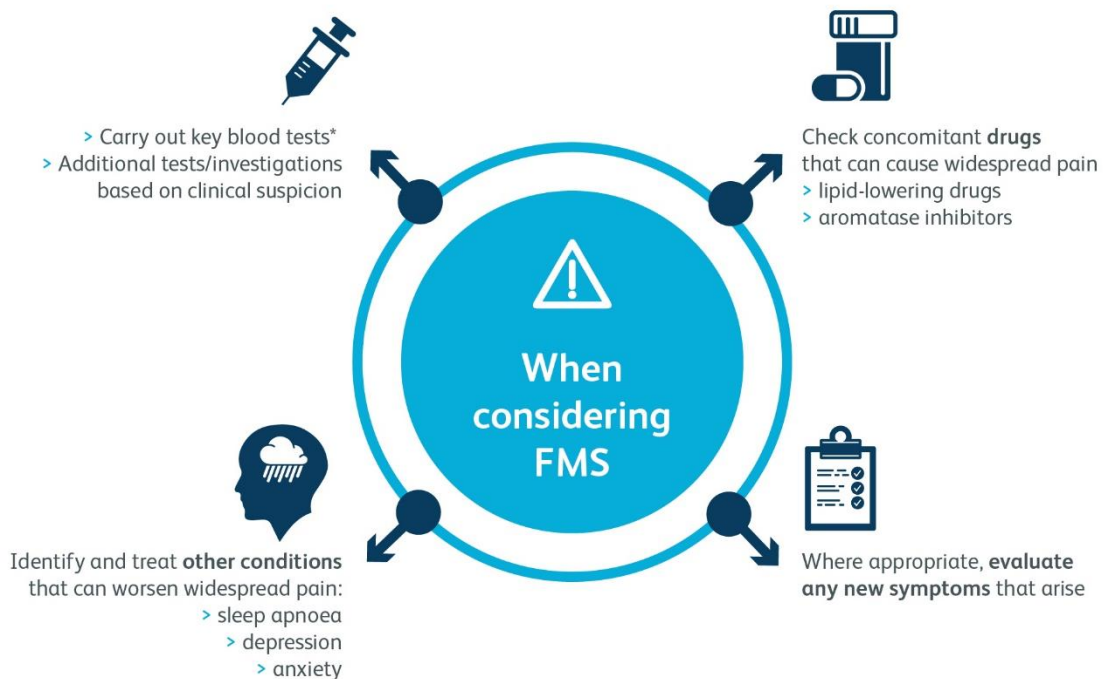 > Carry out key blood tests*
> Additional tests/investigations
based on clinical suspicion
Check concomitant drugs
that can cause widespread pain
> lipid-lowering drugs
> aromatase inhibitors
When
considering
FMS
Identify and treat other conditions
that can worsen widespread pain:
> sleep apnoea
> depression
> anxiety
Where appropriate, evaluate
any new symptoms that arise